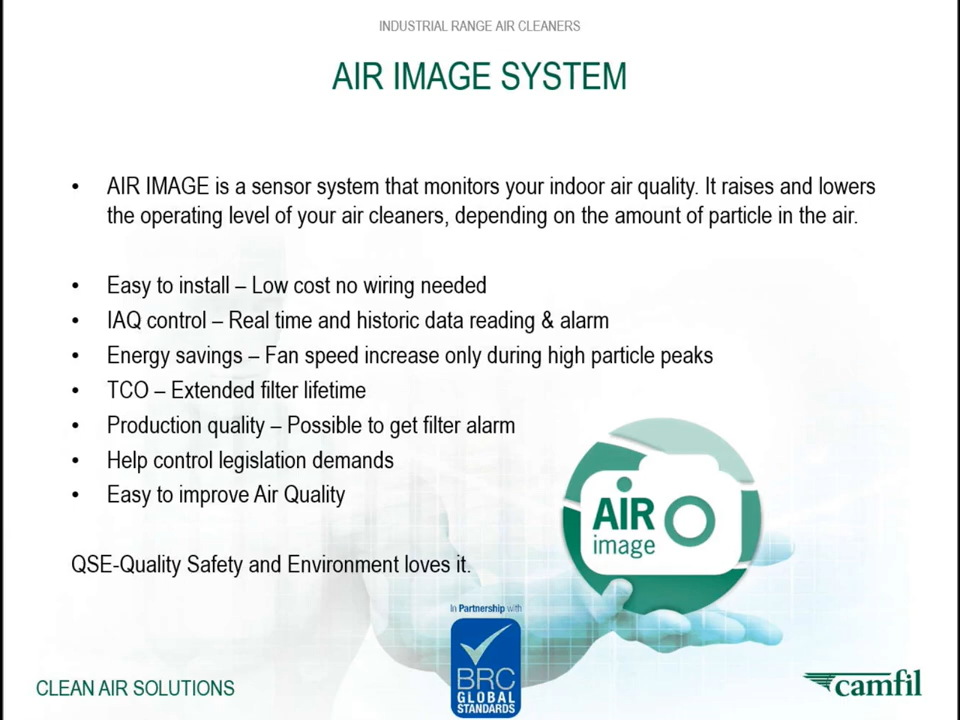 INDUSTRIAL RANGE AIR CLEANERS
AIR IMAGE SYSTEM
• AIR IMAGE is a sensor system that monitors your indoor air quality. It raises and lowers
the operating level of your air cleaners, depending on the amount of particle in the air.
• Easy to install – Low cost no wiring needed
• IAQ control – Real time and historic data reading & alarm
• Energy savings – Fan speed increase only during high particle peaks
• TCO – Extended filter lifetime
• Production quality – Possible to get filter alarm
• Help control legislation demands
• Easy to improve Air Quality
AiR
image
QSE-Quality Safety and Environment loves it.
In Partnership with
BRC
GLOBAL
STANDARDS
CLEAN AIR SOLUTIONS
camfil